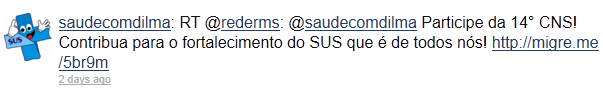 saudecomdilma: RT @rederms: @saudecomdilma Participe da 14° CNS!
Contribua para o fortalecimento do SUS que é de todos nós! http://migre.me
/5br9m
2 days ago
SUS